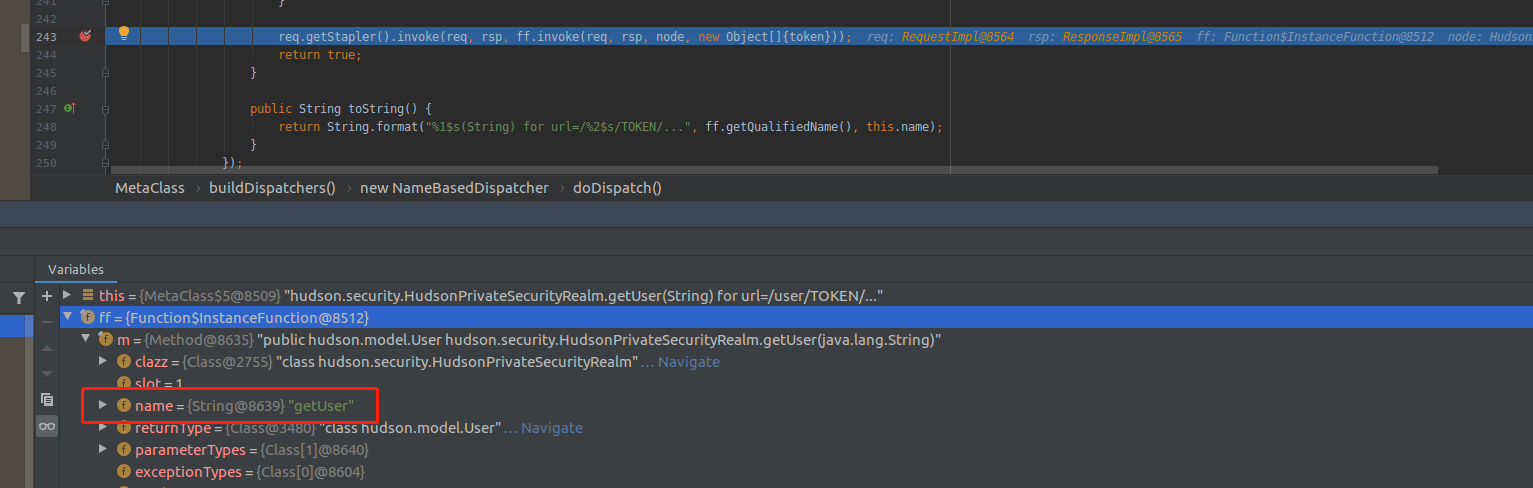 241 }
242
243 req.getStapler().invoke(req, rsp, ff.invoke(req, rsp, node, new Object[]{token})); req: RequestImpl@8564 rsp: ResponseImpl@8565 ff: Function$InstanceFunction@8512 node: Hudson
244 return true;
245 }
246
247 public String toString() {
248 return String.format("%1$s(String) for url=/%2$s/TOKEN/...", ff.getQualifiedName(), this.name);
249 }
250 });
MetaClass › buildDispatchers() › new NameBasedDispatcher › doDispatch()
Variables
this = {MetaClass$5@8509} "hudson.security.HudsonPrivateSecurityRealm.getUser(String) for url=/user/TOKEN/..."
ff = {Function$InstanceFunction@8512}
m = {Method@8635} "public hudson.model.User hudson.security.HudsonPrivateSecurityRealm.getUser(java.lang.String)"
clazz = {Class@2755} "class hudson.security.HudsonPrivateSecurityRealm" ... Navigate
slot = 1
name = {String@8639} "getUser"
returnType = {Class@3480} "class hudson.model.User" ... Navigate
parameterTypes = {Class[1]@8640}
exceptionTypes = {Class[0]@8604}